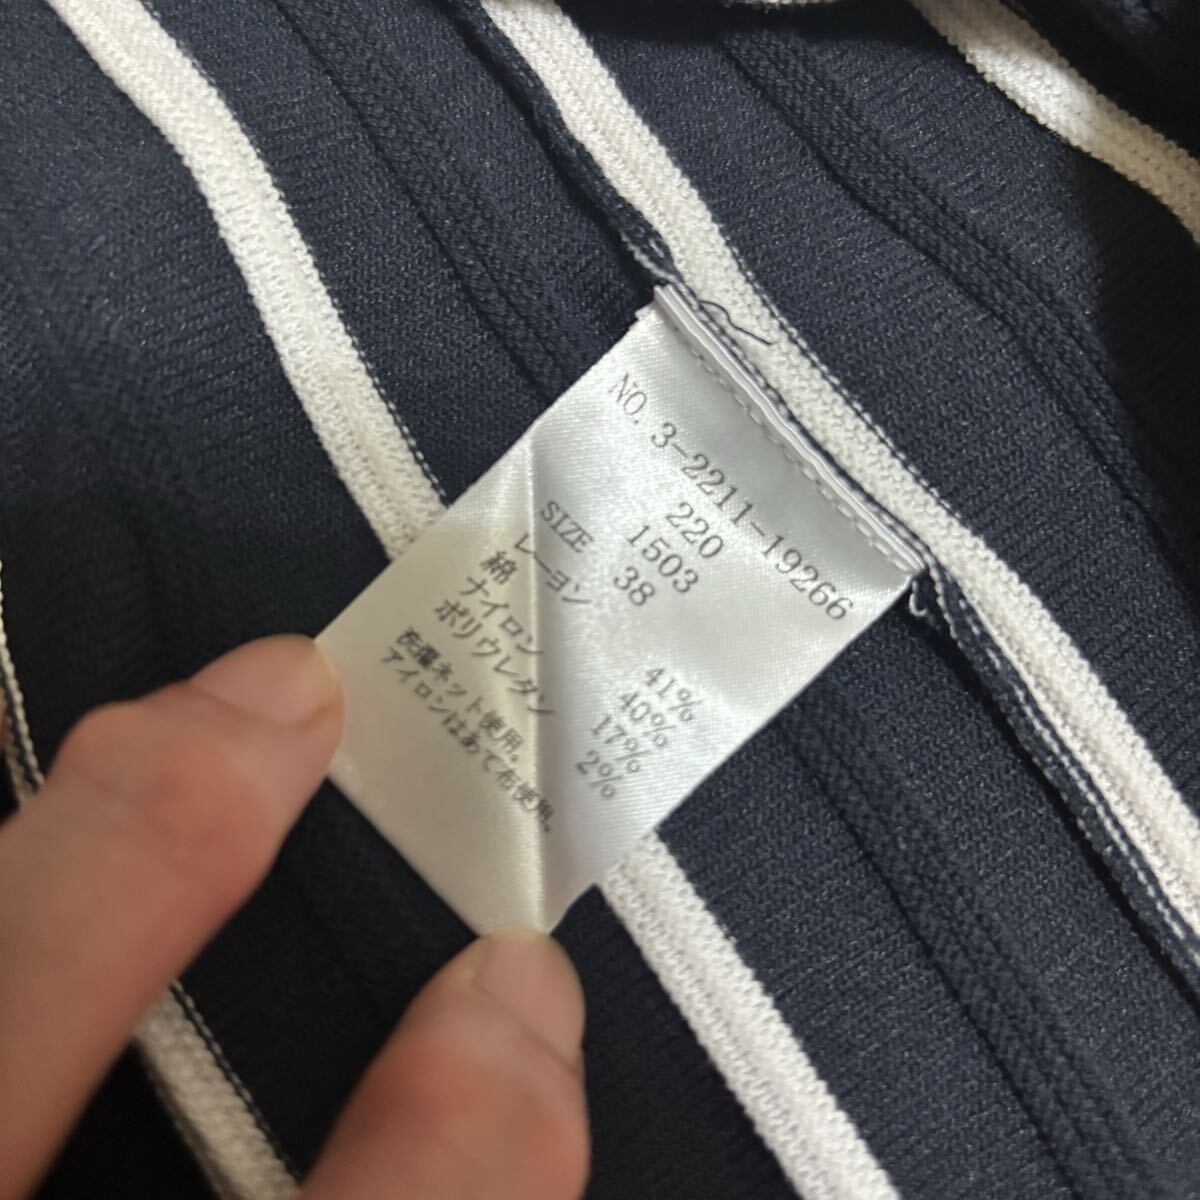 NO. 3-2211-19266
220
1503
SIZE 38
レーヨン 41%
綿 40%
ナイロン 17%
ポリウレタン 2%
洗濯ネット使用。
アイロンはあて布使用。